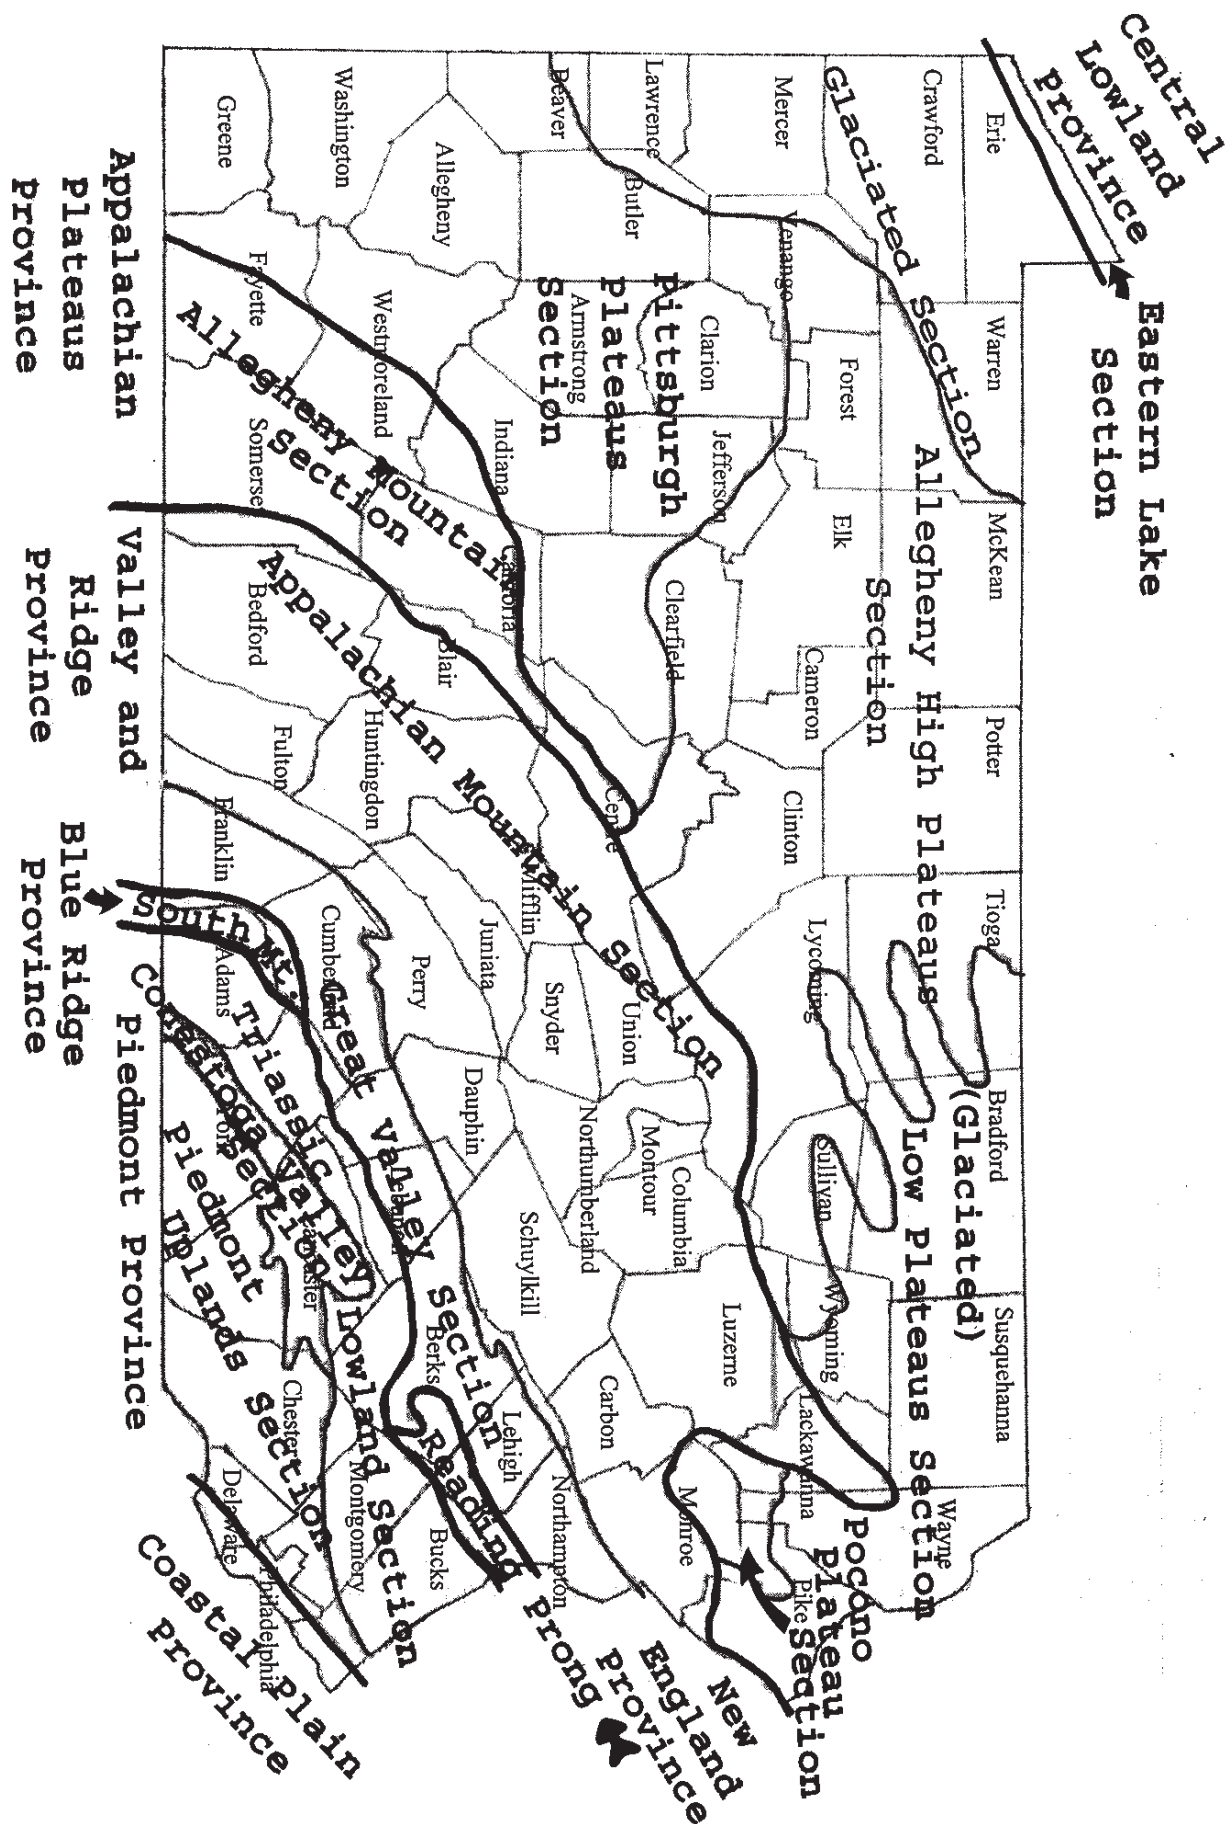 Central
Lowland
Province
Eastern Lake
Section
Erie
Crawford
Warren
McKean
Potter
Tioga
Bradford
Susquehanna
Wayne
Glaciated Section
Mercer
Venango
Forest
Elk
Cameron
Clinton
Lycoming
Sullivan
Wyoming
Lackawanna
Pike
Allegheny High Plateaus
Section
(Glaciated)
Low Plateaus Section
Pocono
Plateau
Section
Lawrence
Butler
Clarion
Jefferson
Clearfield
Centre
Union
Montour
Columbia
Luzerne
Monroe
Pittsburgh
Plateaus
Section
Beaver
Armstrong
Indiana
Cambria
Blair
Mifflin
Snyder
Northumberland
Carbon
Northampton
Allegheny
Westmoreland
Huntingdon
Juniata
Perry
Dauphin
Schuylkill
Lehigh
Washington
Greene
Fayette
Somerse
Bedford
Fulton
Franklin
Cumberland
Adams
York
Lebanon
Lancaster
Berks
Chester
Montgomery
Bucks
Delaware
Philadelphia
Allegheny Mountain
Section
Appalachian Mountain Section
Great Valley Section
South Mt.
Triassic
Lowland Section
Conestoga Valley
Section
Piedmont
Uplands Section
Reading
Prong
New
England
Province
Appalachian
Plateaus
Province
Valley and
Ridge
Province
Blue Ridge
Province
Piedmont Province
Coastal Plain
Province